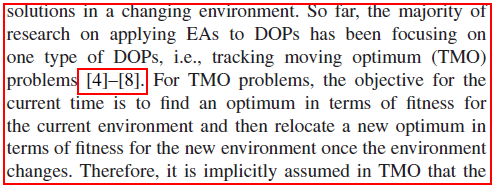 solutions in a changing environment. So far, the majority of
research on applying EAs to DOPs has been focusing on
one type of DOPs, i.e., tracking moving optimum (TMO)
problems [4]–[8]. For TMO problems, the objective for the
current time is to find an optimum in terms of fitness for
the current environment and then relocate a new optimum in
terms of fitness for the new environment once the environment
changes. Therefore, it is implicitly assumed in TMO that the